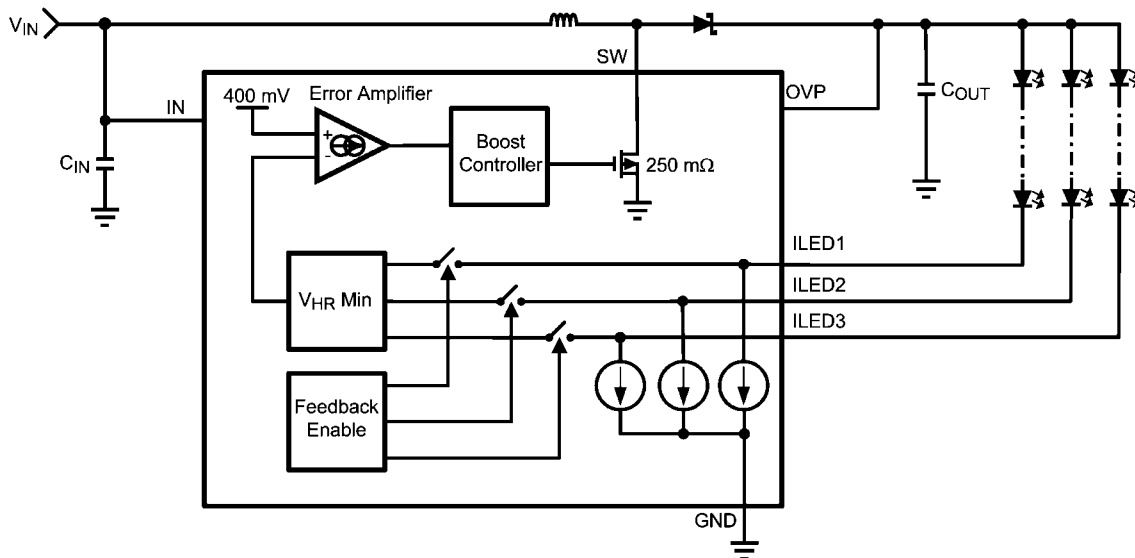 VIN
SW
OVP
400 mV
Error Amplifier
IN
+
-
Boost
Controller
250 mΩ
COUT
CIN
ILED1
VHR Min
ILED2
ILED3
Feedback
Enable
GND